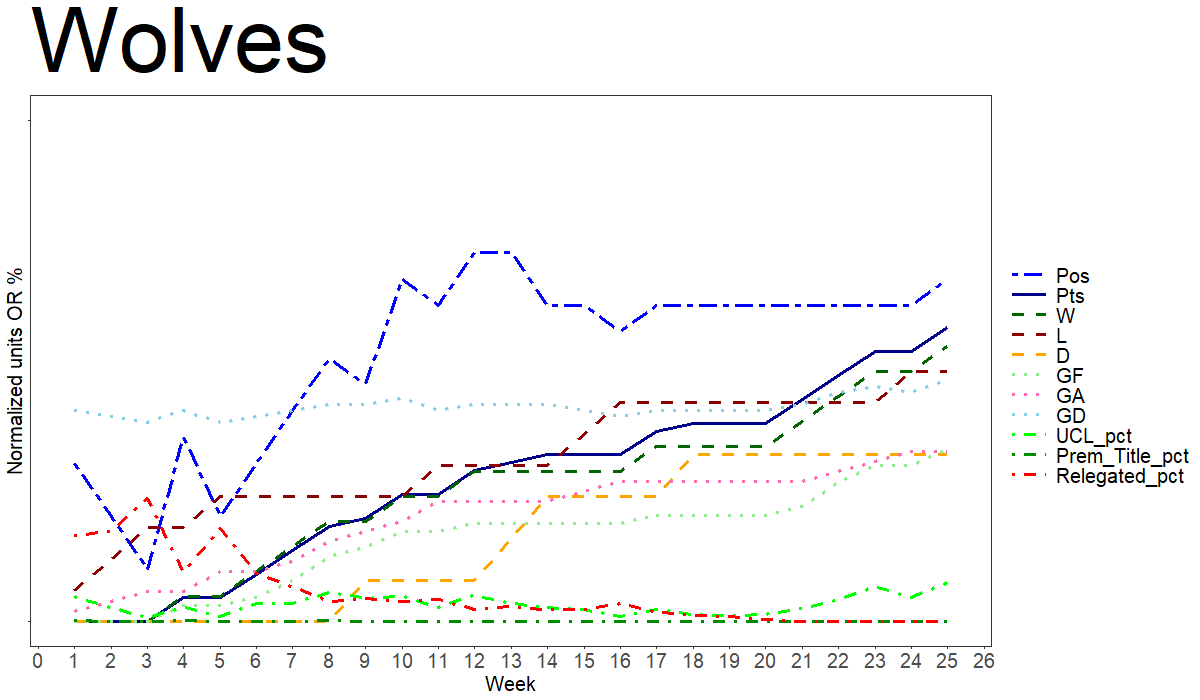 Wolves
Normalized units OR %
0 1 2 3 4 5 6 7 8 9 10 11 12 13 14 15 16 17 18 19 20 21 22 23 24 25 26
Week
Pos
Pts
W
L
D
GF
GA
GD
UCL_pct
Prem_Title_pct
Relegated_pct